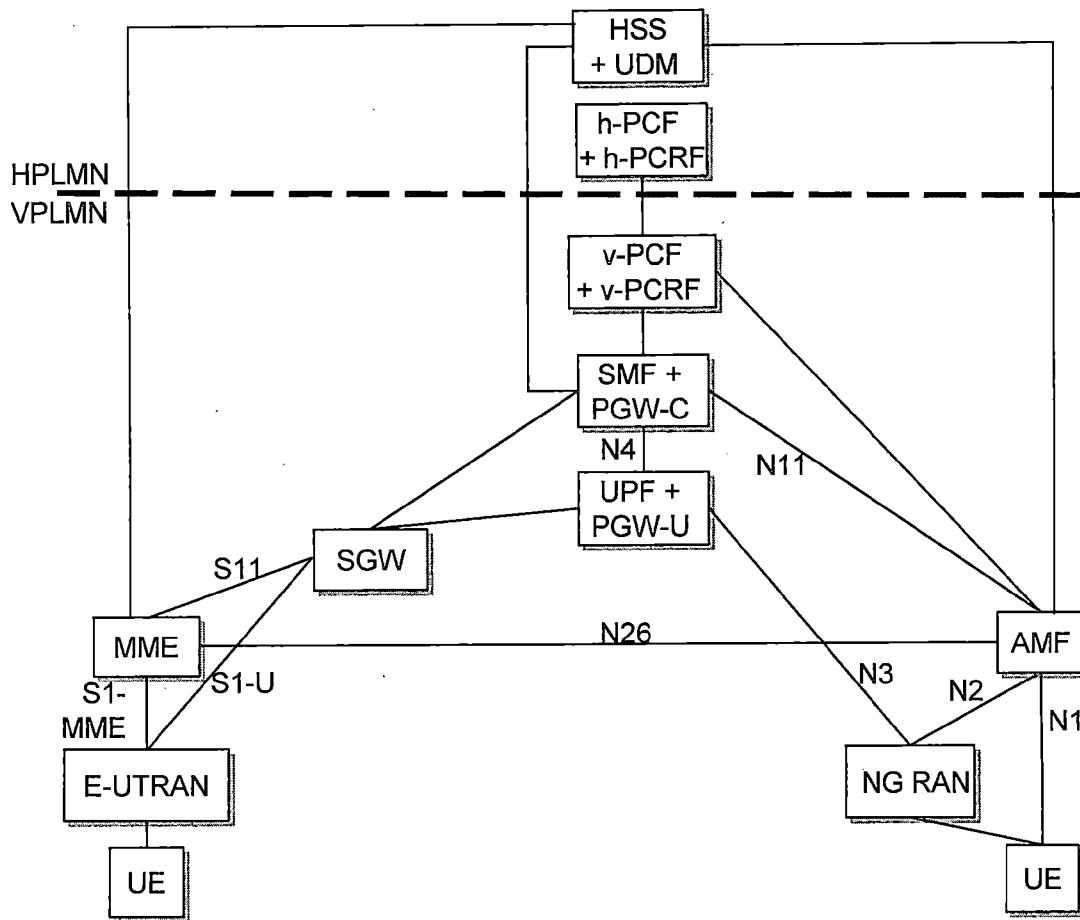 HSS
+ UDM
h-PCF
+ h-PCRF
HPLMN
VPLMN
v-PCF
+ v-PCRF
SMF +
PGW-C
N4
N11
UPF +
PGW-U
SGW
S11
MME
N26
AMF
S1-U
N3
N2
N1
S1-
MME
E-UTRAN
NG RAN
UE
UE